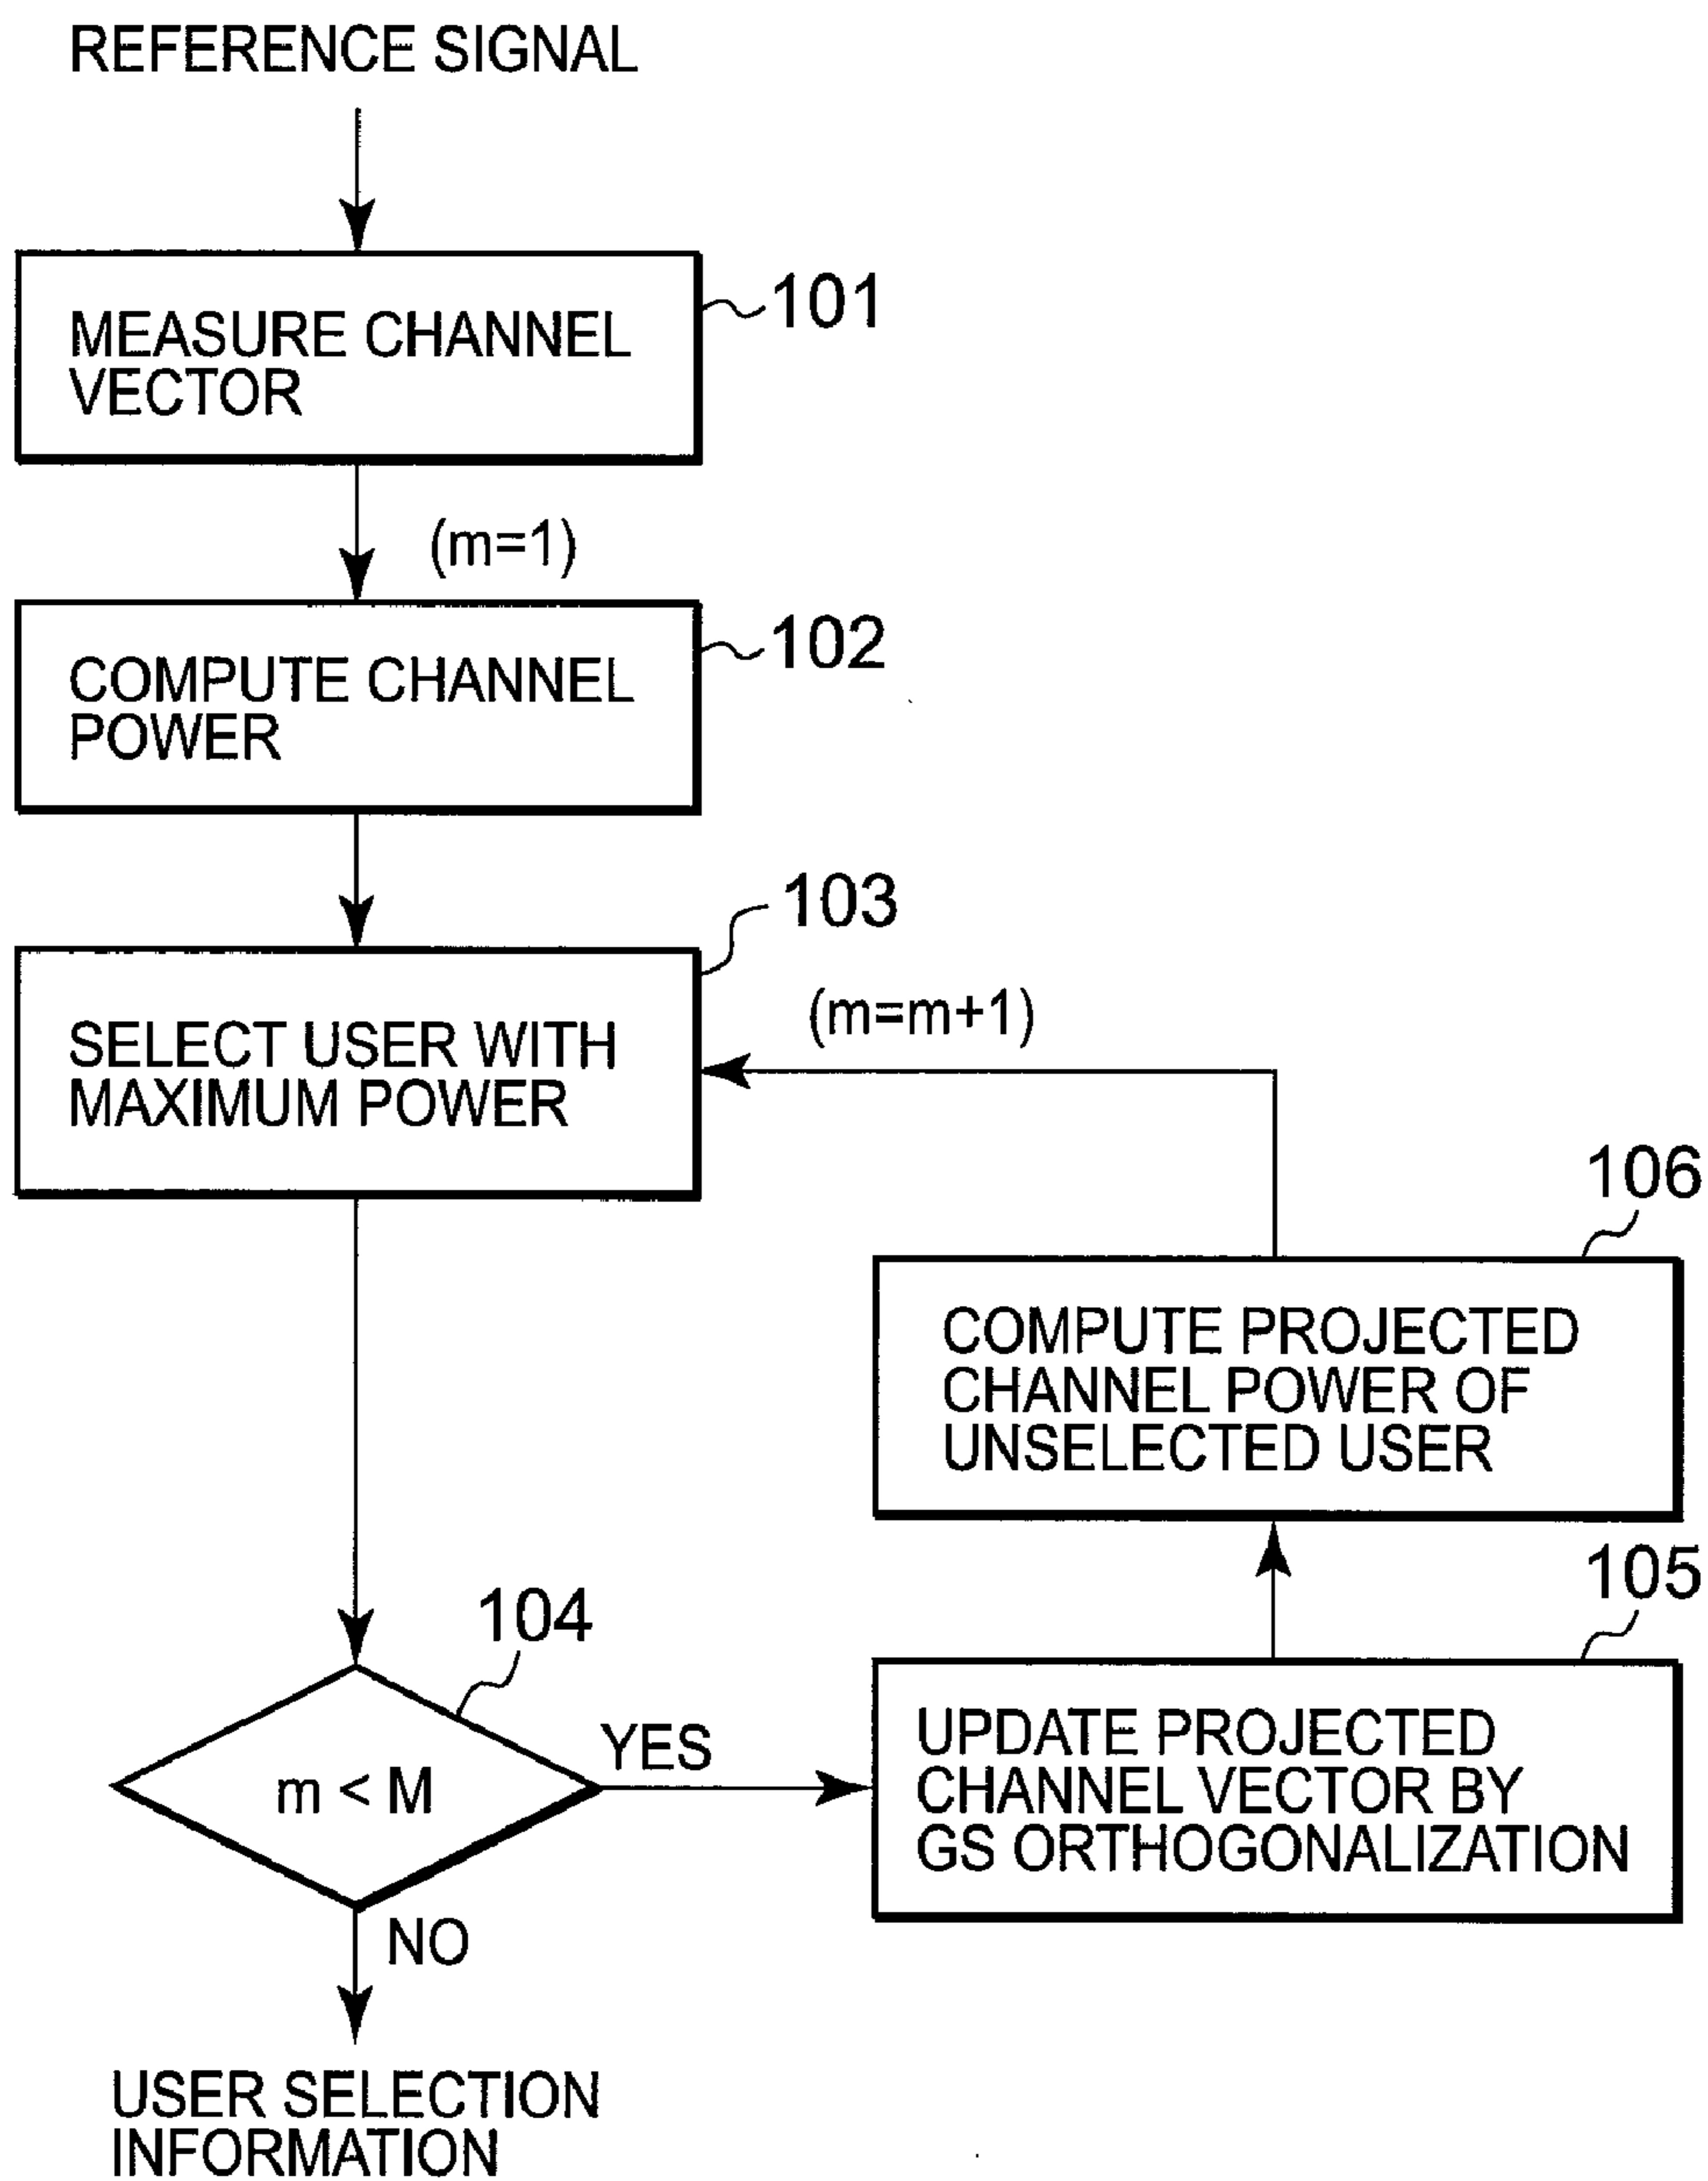 REFERENCE SIGNAL
101
MEASURE CHANNEL
VECTOR
(m=1)
102
COMPUTE CHANNEL
POWER
103
SELECT USER WITH
MAXIMUM POWER
(m=m+1)
106
COMPUTE PROJECTED
CHANNEL POWER OF
UNSELECTED USER
105
UPDATE PROJECTED
CHANNEL VECTOR BY
GS ORTHOGONALIZATION
104
m < M
YES
NO
USER SELECTION
INFORMATION